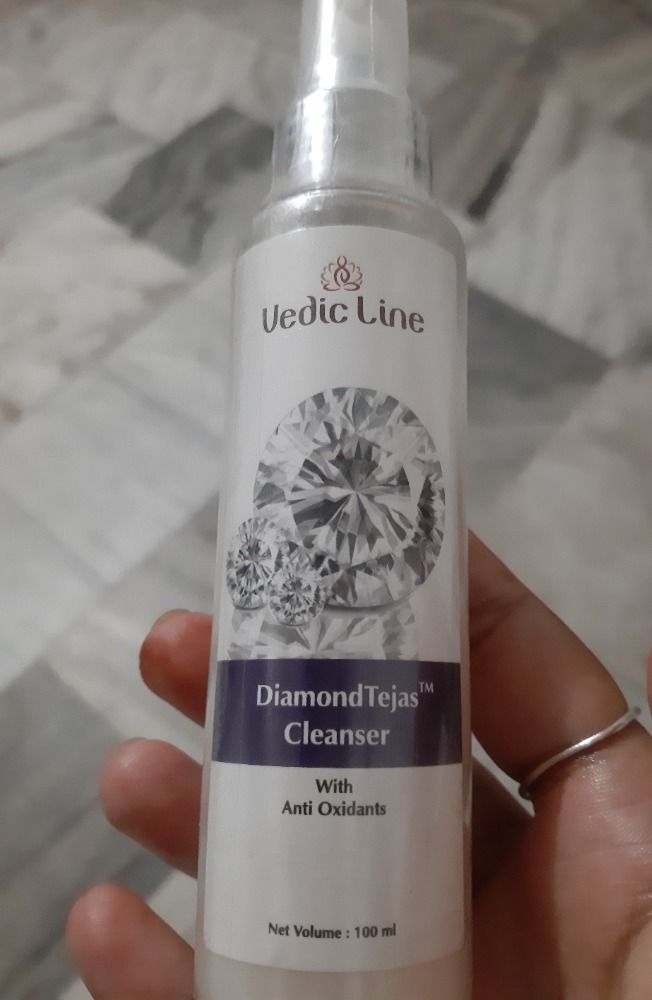 Vedic Line
DiamondTejas™
Cleanser
With
Anti Oxidants
Net Volume : 100 ml